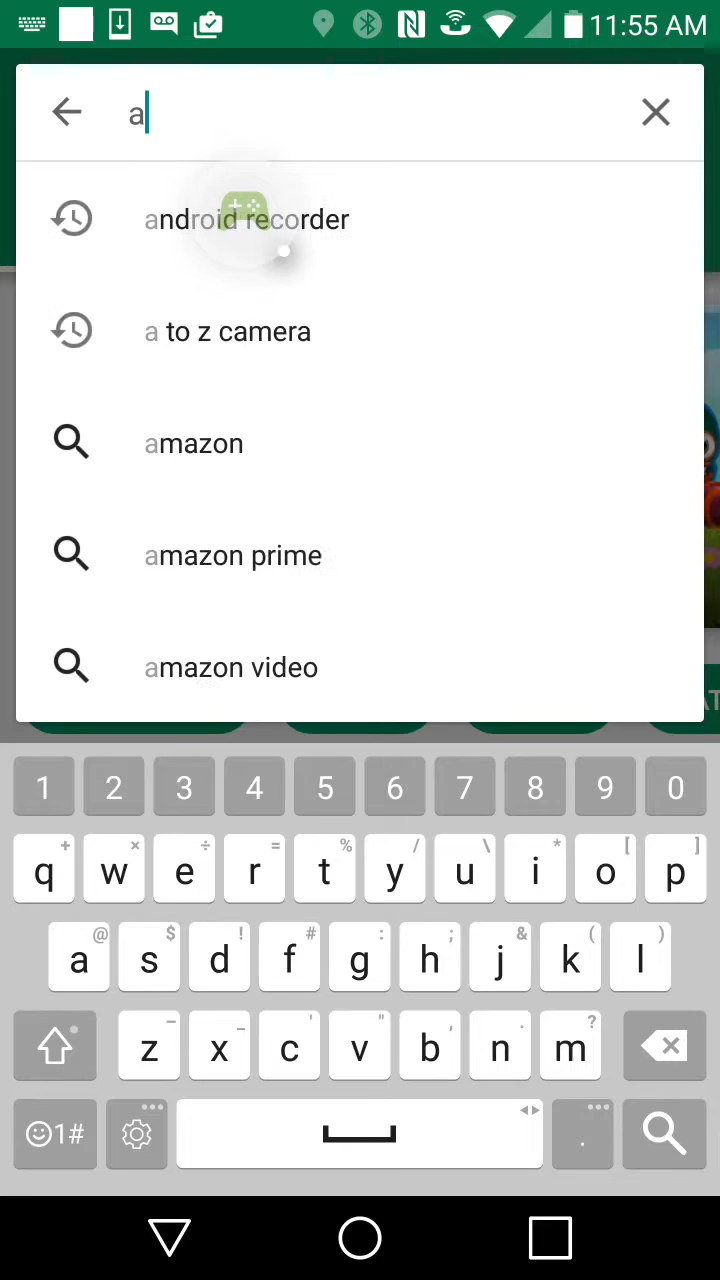 11:55 AM
a
android recorder
a to z camera
amazon
amazon prime
amazon video
AT
1 2 3 4 5 6 7 8 9 0
+ × ÷ = % / \ * [ ]
q w e r t y u i o p
@ $ ! # : ; & ( )
a s d f g h j k l
– _ ' " , . ?
z x c v b n m
1# .